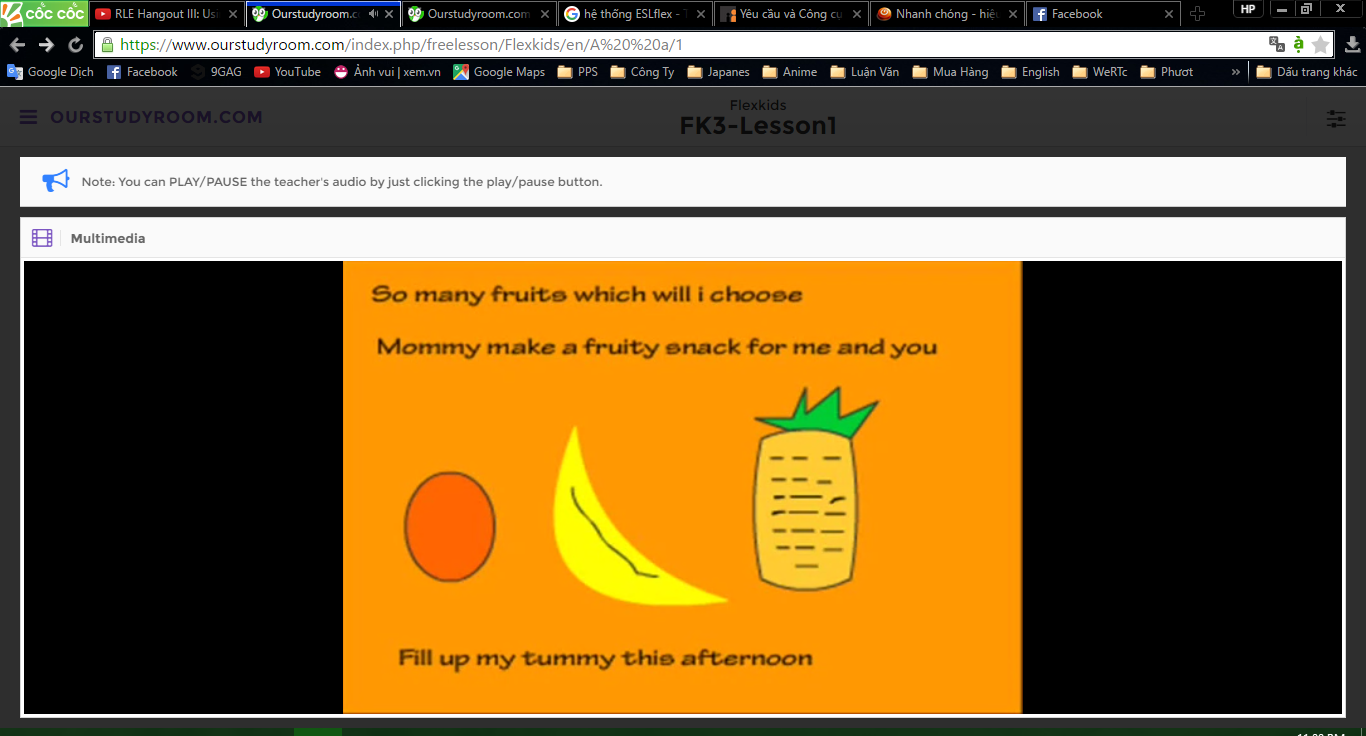 cốc cốc
RLE Hangout III: Usi
Ourstudyroom.c
Ourstudyroom.com
hệ thống ESLflex - T
Yêu cầu và Công cụ
Nhanh chóng - hiệu
Facebook
HP
https://www.ourstudyroom.com/index.php/freelesson/Flexkids/en/A%20%20a/1
Google Dịch
Facebook
9GAG
YouTube
Ảnh vui | xem.vn
Google Maps
PPS
Công Ty
Japanes
Anime
Luận Văn
Mua Hàng
English
WeRTc
Phượt
»
Dấu trang khác
OURSTUDYROOM.COM
Flexkids
FK3-Lesson1
Note: You can PLAY/PAUSE the teacher's audio by just clicking the play/pause button.
Multimedia
So many fruits which will i choose
Mommy make a fruity snack for me and you
Fill up my tummy this afternoon